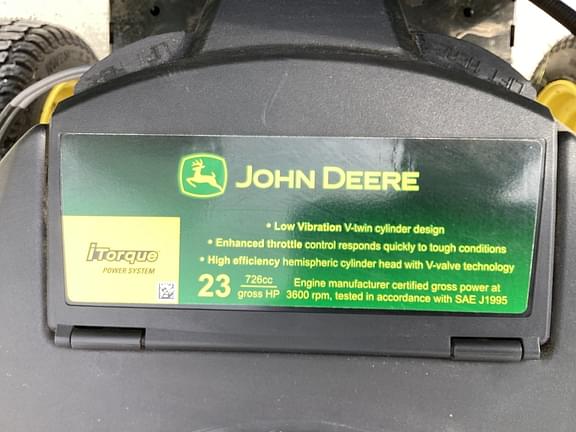 JOHN DEERE
• Low Vibration V-twin cylinder design
• Enhanced throttle control responds quickly to tough conditions
• High efficiency hemispheric cylinder head with V-valve technology
iTorque
POWER SYSTEM
23 726cc
gross HP
Engine manufacturer certified gross power at
3600 rpm, tested in accordance with SAE J1995